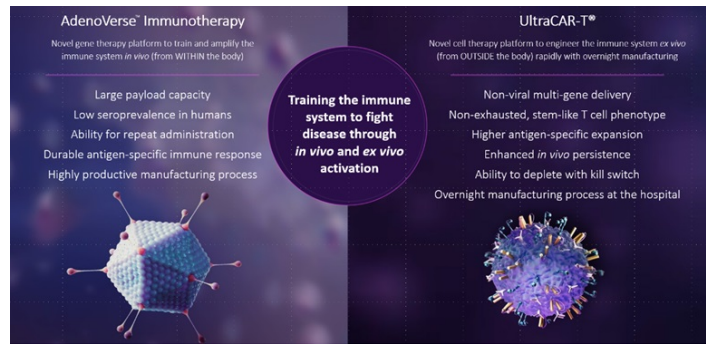 AdenoVerse™ Immunotherapy
Novel gene therapy platform to train and amplify the
immune system in vivo (from WITHIN the body)
Large payload capacity
Low seroprevalence in humans
Ability for repeat administration
Durable antigen-specific immune response
Highly productive manufacturing process
Training the immune
system to fight
disease through
in vivo and ex vivo
activation
UltraCAR-T®
Novel cell therapy platform to engineer the immune system ex vivo
(from OUTSIDE the body) rapidly with overnight manufacturing
Non-viral multi-gene delivery
Non-exhausted, stem-like T cell phenotype
Higher antigen-specific expansion
Enhanced in vivo persistence
Ability to deplete with kill switch
Overnight manufacturing process at the hospital